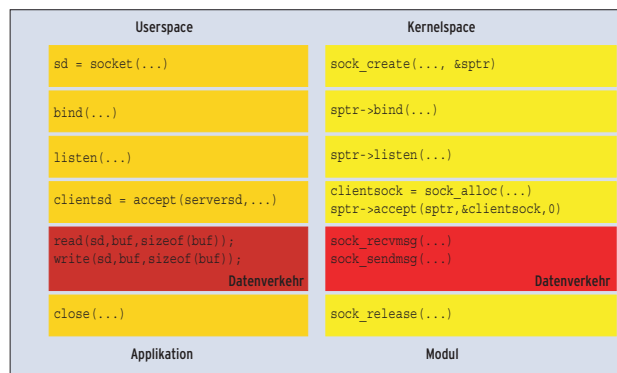 Userspace
Kernelspace
sd = socket(...)
sock_create(..., &sptr)
bind(...)
sptr->bind(...)
listen(...)
sptr->listen(...)
clientsd = accept(serversd,...)
clientsock = sock_alloc(...)
sptr->accept(sptr,&clientsock,0)
read(sd,buf,sizeof(buf));
write(sd,buf,sizeof(buf));
Datenverkehr
sock_recvmsg(...)
sock_sendmsg(...)
Datenverkehr
close(...)
sock_release(...)
Applikation
Modul